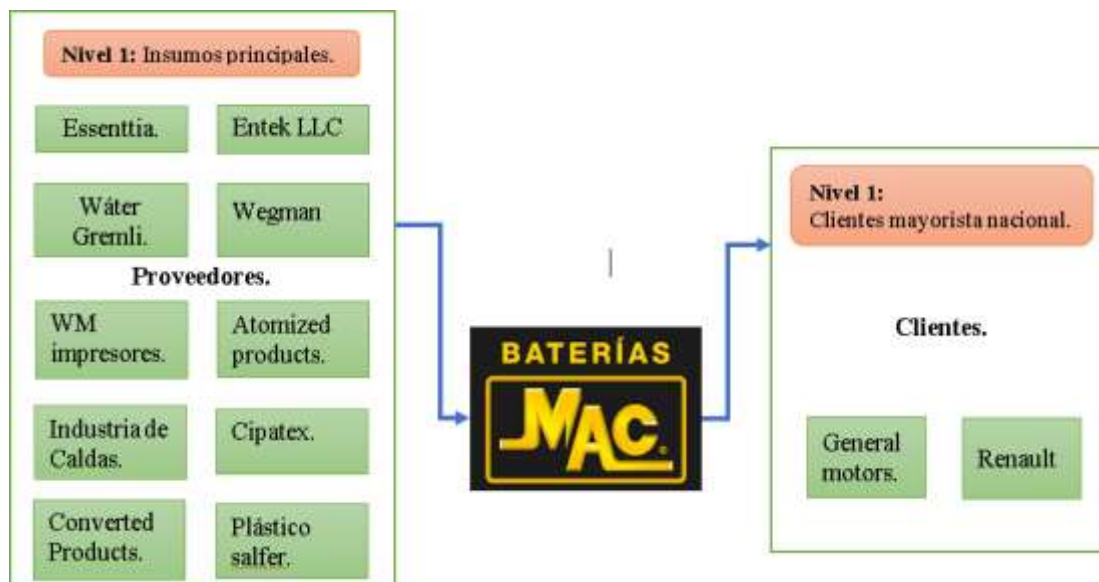 Nivel 1: Insumos principales.
Essenttia.
Entek LLC
Wáter
Gremli.
Wegman
Proveedores.
WM
impresores.
Atomized
products.
Industria de
Caldas.
Cipatex.
Converted
Products.
Plástico
salfer.
BATERÍAS
MAC®
Nivel 1:
Clientes mayorista nacional.
Clientes.
General
motors.
Renault